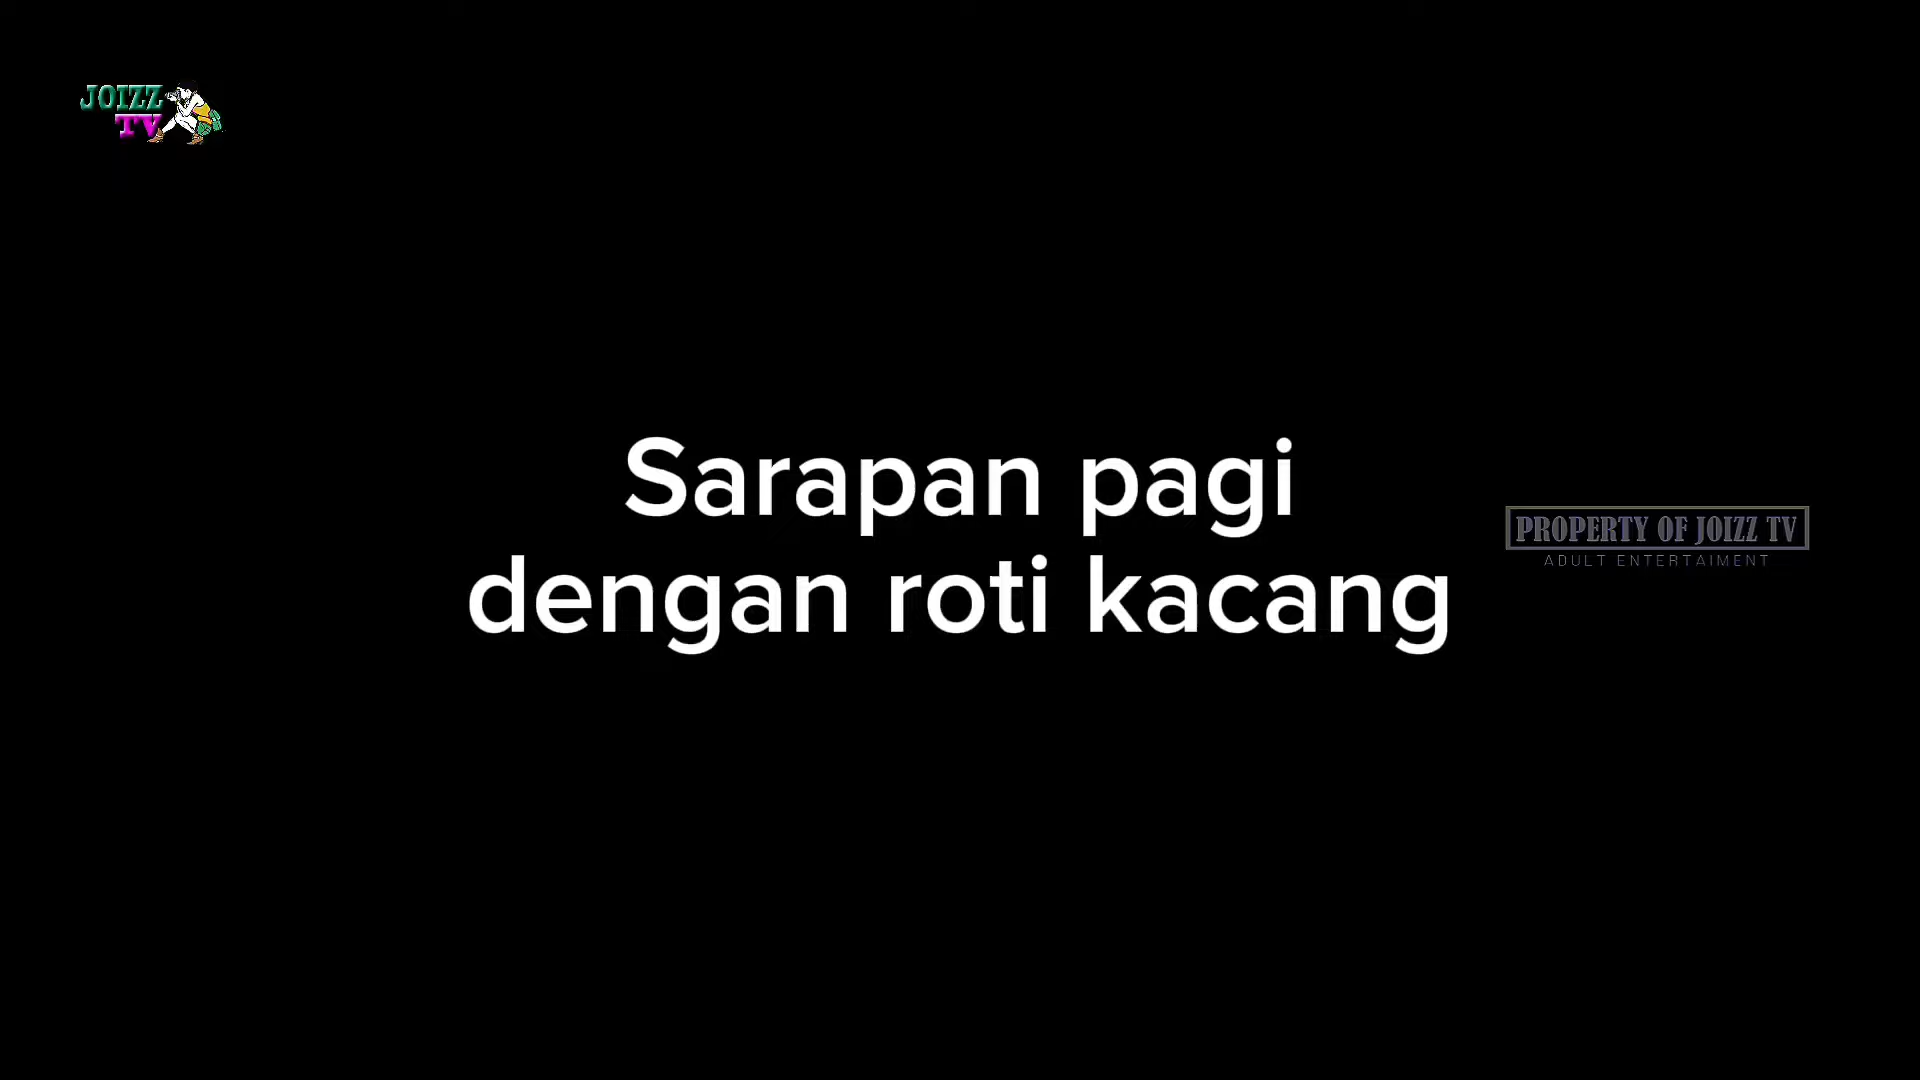 JOIZZ
TV
Sarapan pagi
dengan roti kacang
PROPERTY OF JOIZZ TV
ADULT ENTERTAIMENT